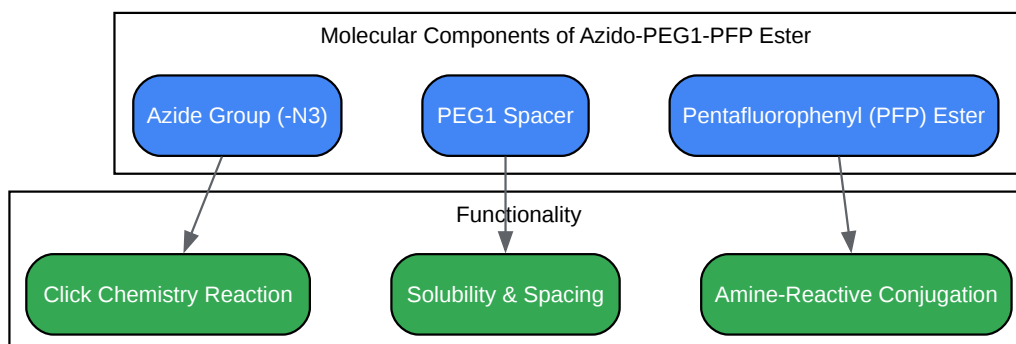 Molecular Components of Azido-PEG1-PFP Ester
Azide Group (-N3)
PEG1 Spacer
Pentafluorophenyl (PFP) Ester
Functionality
Click Chemistry Reaction
Solubility & Spacing
Amine-Reactive Conjugation